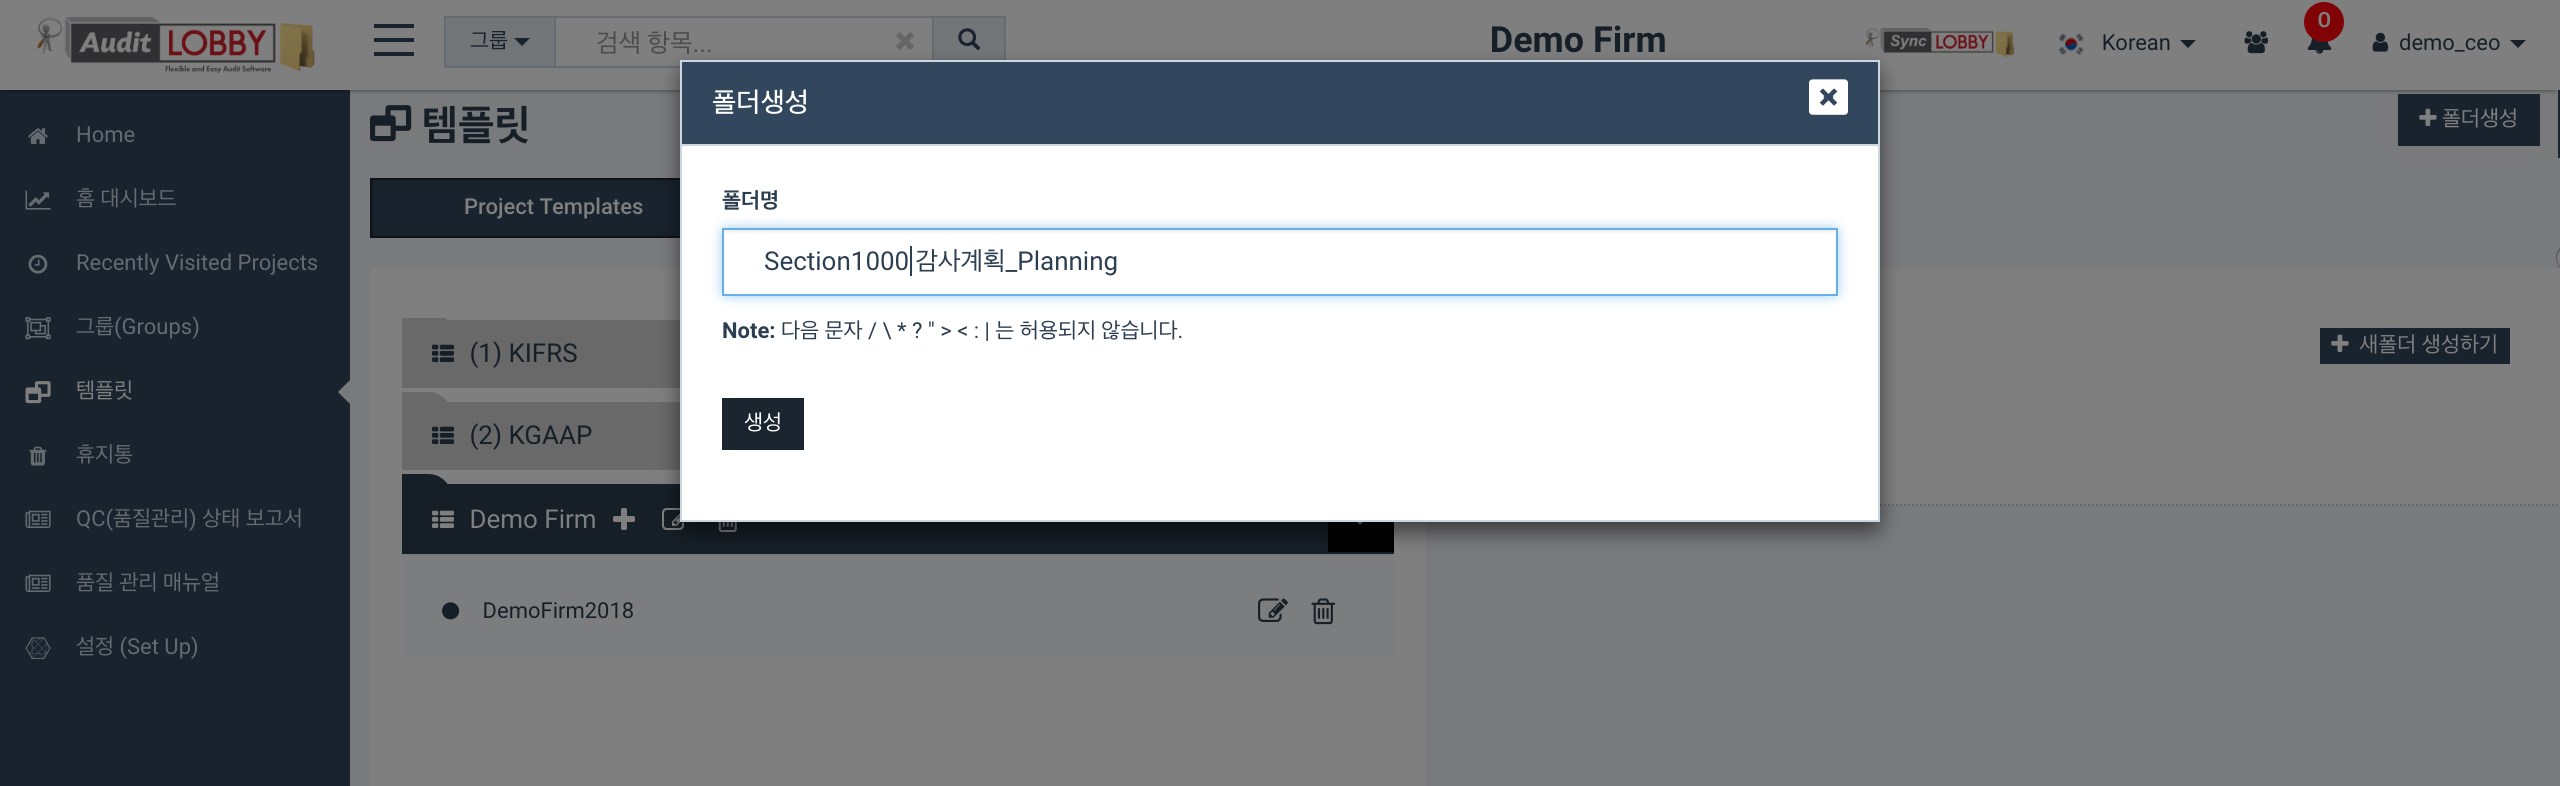 Audit LOBBY
Flexible and Easy Audit Software
그룹
검색 항목...
Demo Firm
Sync LOBBY
Korean
0
demo_ceo
Home
홈 대시보드
Recently Visited Projects
그룹(Groups)
템플릿
휴지통
QC(품질관리) 상태 보고서
품질 관리 매뉴얼
설정 (Set Up)
템플릿
폴더생성
Project Templates
(1) KIFRS
(2) KGAAP
Demo Firm
DemoFirm2018
새폴더 생성하기
폴더생성
폴더명
Section1000감사계획_Planning
Note: 다음 문자 / \ * ? " > < : | 는 허용되지 않습니다.
생성